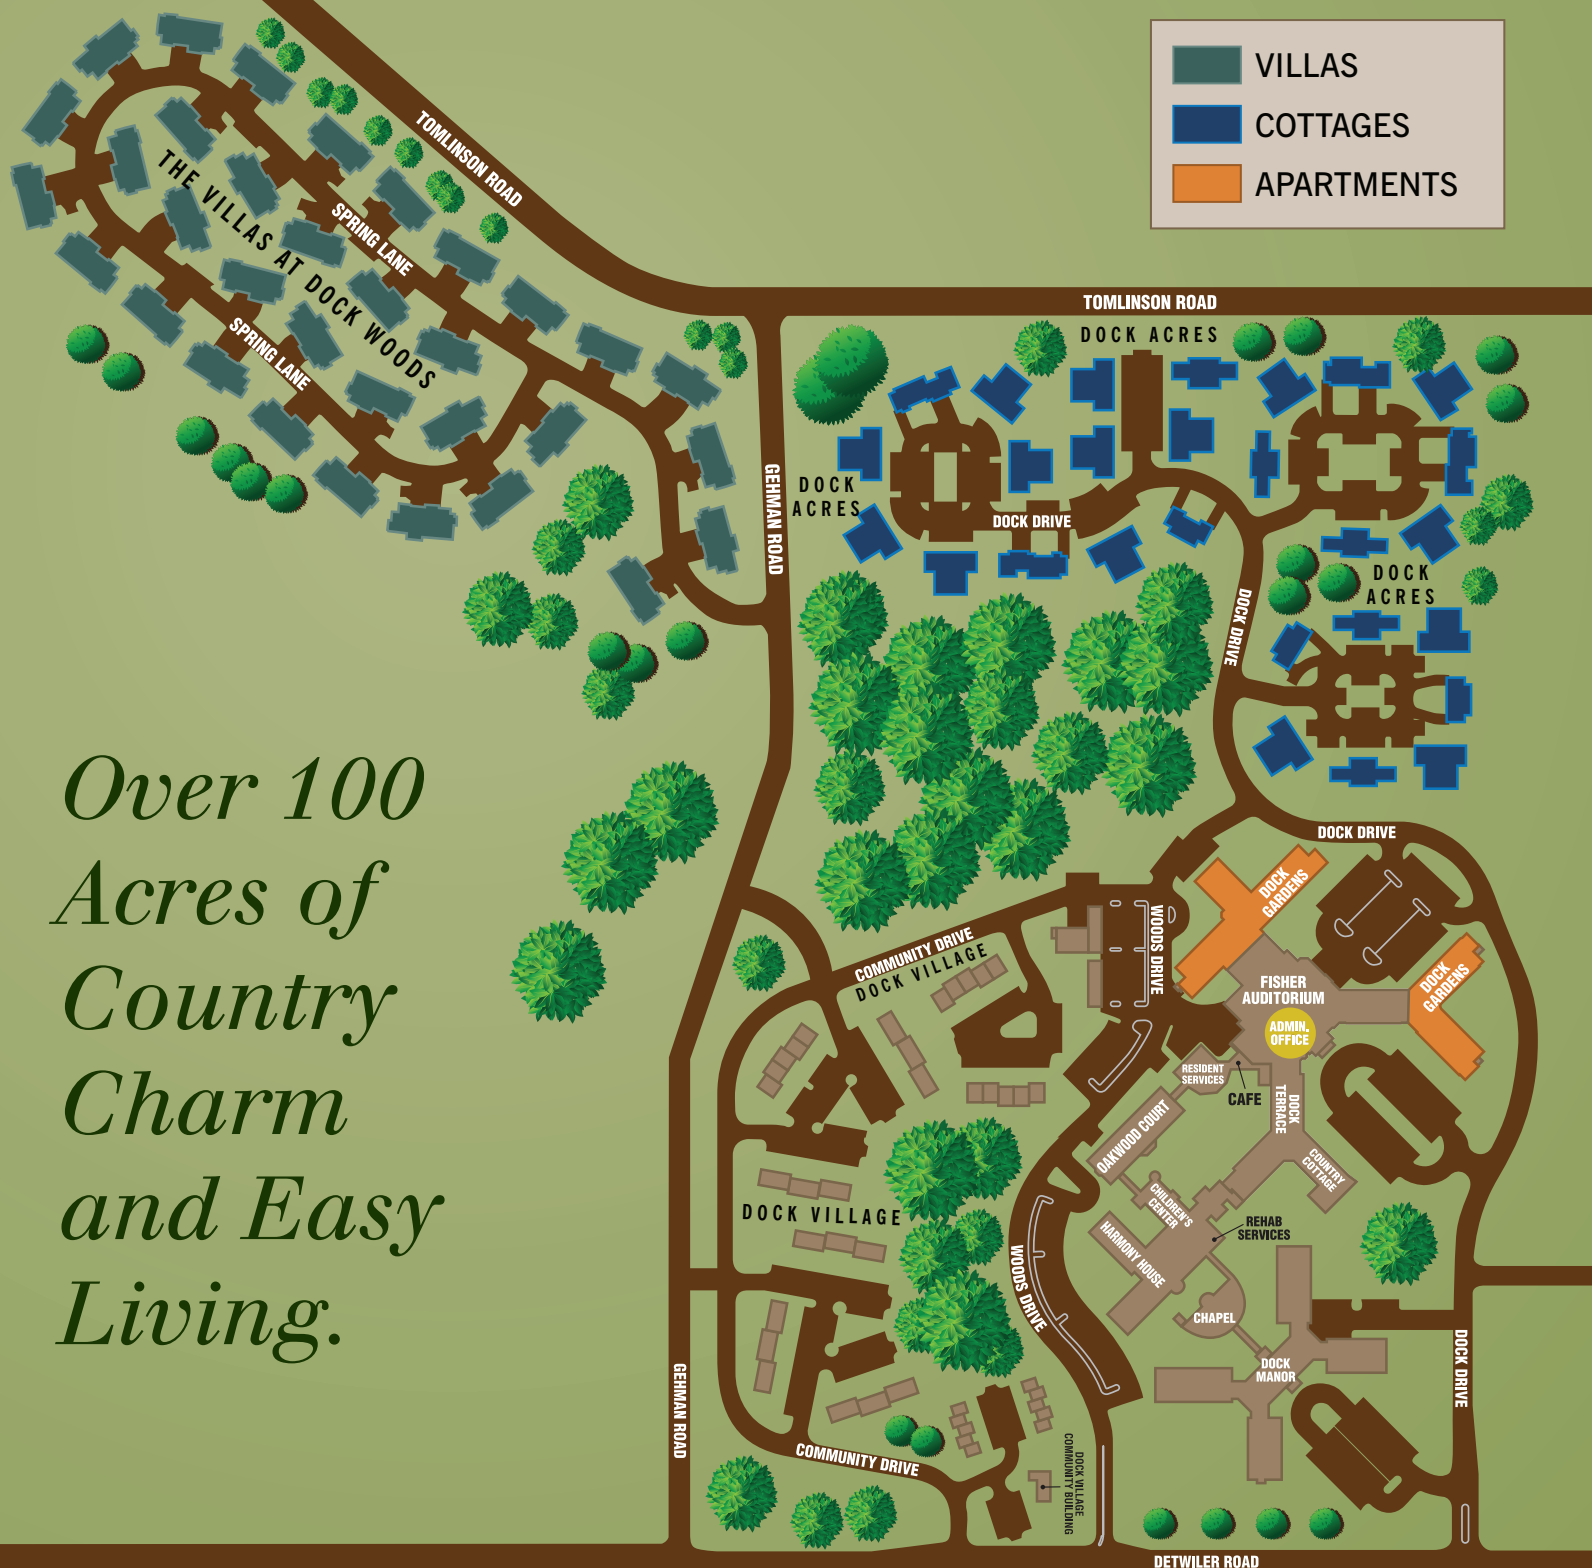 VILLAS
COTTAGES
APARTMENTS
TOMLINSON ROAD
THE VILLAS AT DOCK WOODS
SPRING LANE
SPRING LANE
TOMLINSON ROAD
DOCK ACRES
GEHMAN ROAD
DOCK
ACRES
DOCK DRIVE
DOCK
ACRES
DOCK DRIVE
Over 100
Acres of
Country
Charm
and Easy
Living.
DOCK DRIVE
DOCK
GARDENS
WOODS DRIVE
COMMUNITY DRIVE
DOCK VILLAGE
FISHER
AUDITORIUM
DOCK
GARDENS
ADMIN.
OFFICE
RESIDENT
SERVICES
CAFE
DOCK
TERRACE
OAKWOOD COURT
COUNTRY
COTTAGE
CHILDREN'S
CENTER
DOCK VILLAGE
REHAB
SERVICES
HARMONY HOUSE
WOODS DRIVE
CHAPEL
DOCK
MANOR
DOCK DRIVE
GEHMAN ROAD
COMMUNITY DRIVE
DOCK VILLAGE
COMMUNITY BUILDING
DETWILER ROAD